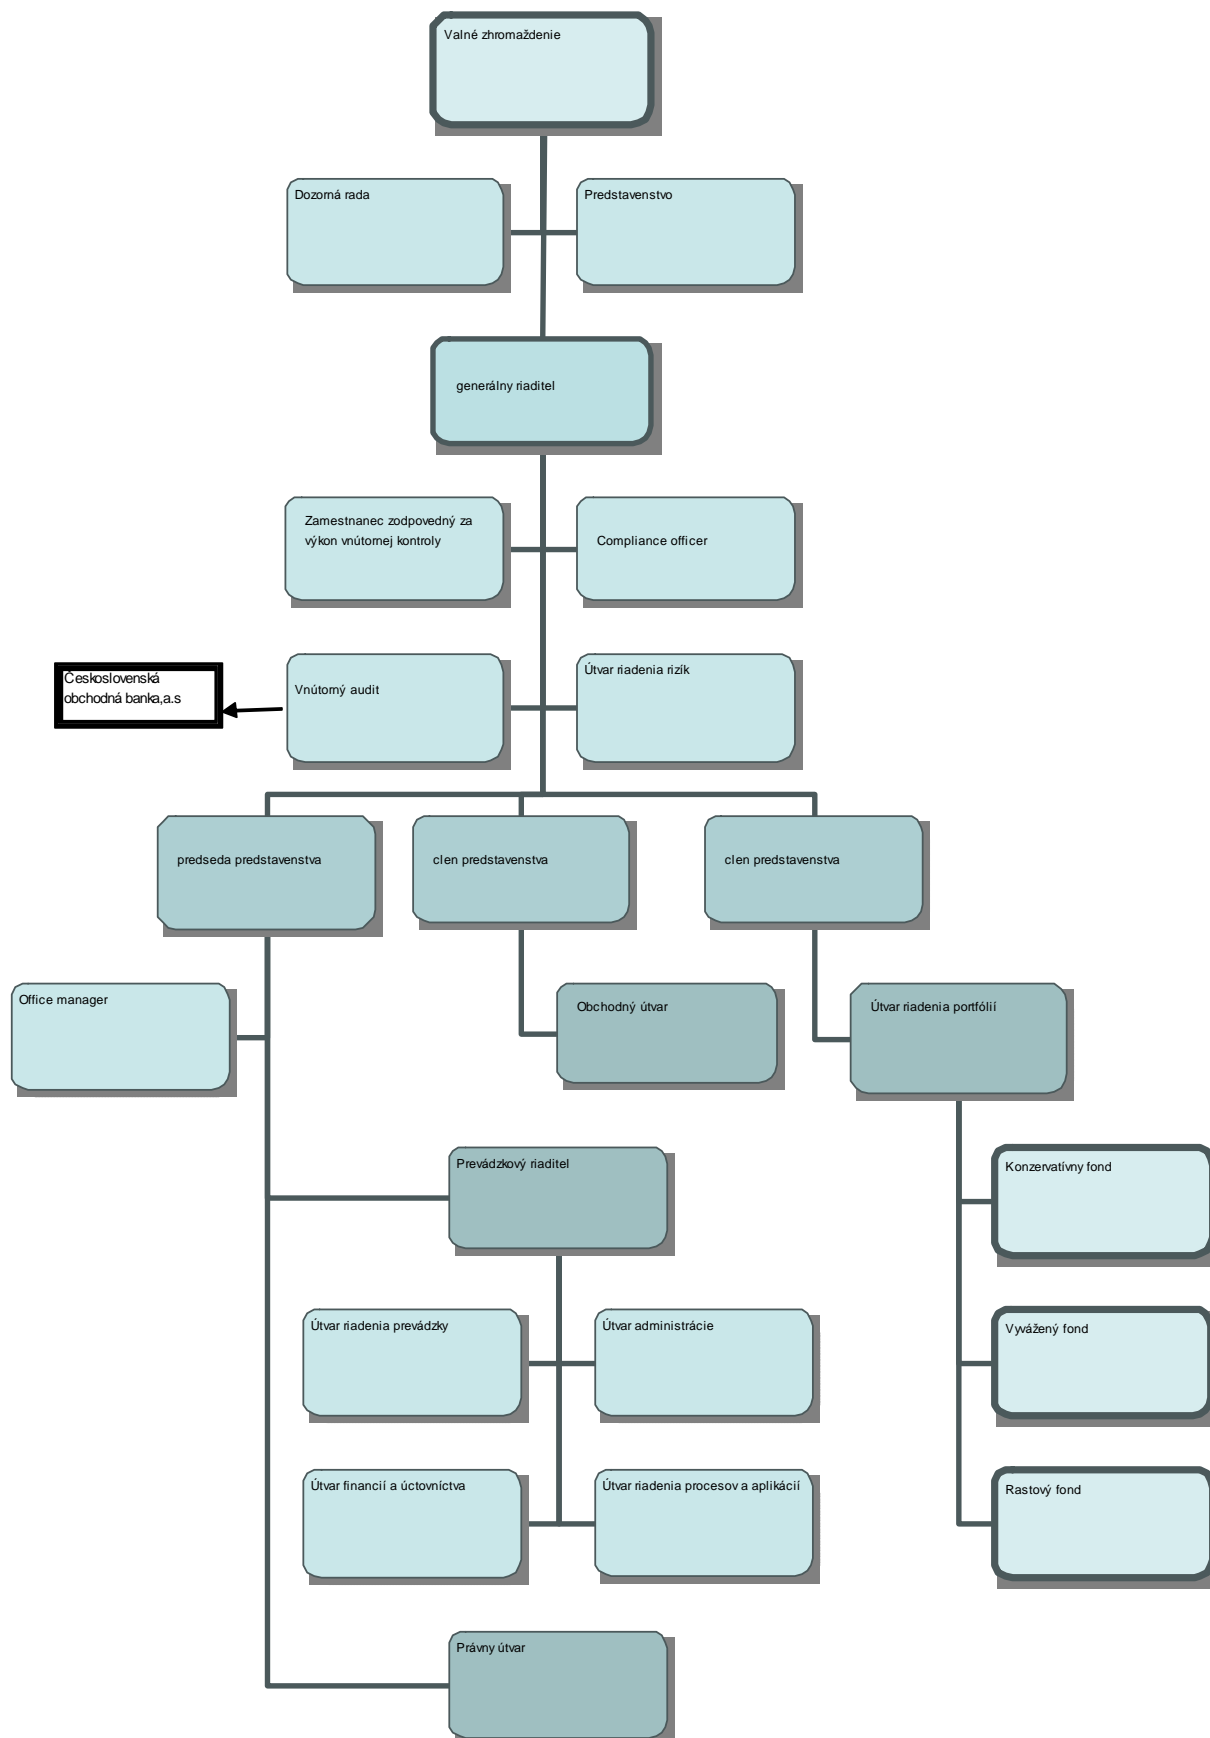 Valné zhromaždenie
Dozorná rada
Predstavenstvo
generálny riaditel
Zamestnanec zodpovedný za
výkon vnútornej kontroly
Compliance officer
Československá
obchodná banka,a.s
Vnútorný audit
Útvar riadenia rizík
predseda predstavenstva
clen predstavenstva
clen predstavenstva
Office manager
Obchodný útvar
Útvar riadenia portfólií
Prevádzkový riaditel
Konzervatívny fond
Útvar riadenia prevádzky
Útvar administrácie
Vyvážený fond
Útvar financií a úctovníctva
Útvar riadenia procesov a aplikácií
Rastový fond
Právny útvar